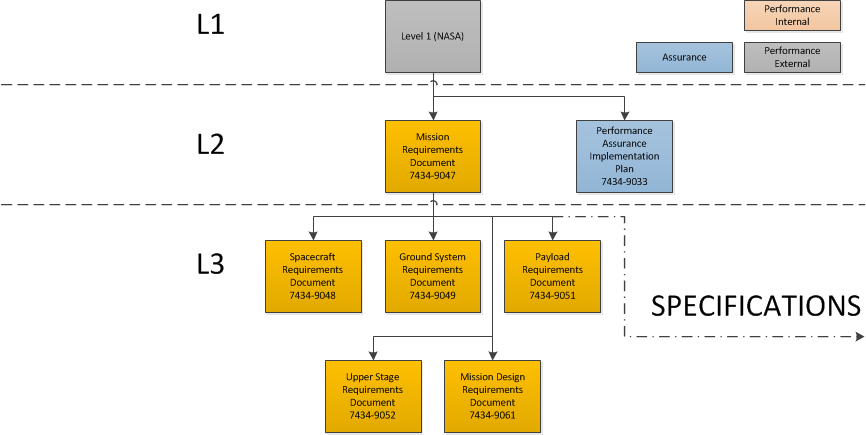 L1
Level 1 (NASA)
Performance
Internal
Assurance
Performance
External
L2
Mission
Requirements
Document
7434-9047
Performance
Assurance
Implementation
Plan
7434-9033
L3
Spacecraft
Requirements
Document
7434-9048
Ground System
Requirements
Document
7434-9049
Payload
Requirements
Document
7434-9051
SPECIFICATIONS
Upper Stage
Requirements
Document
7434-9052
Mission Design
Requirements
Document
7434-9061